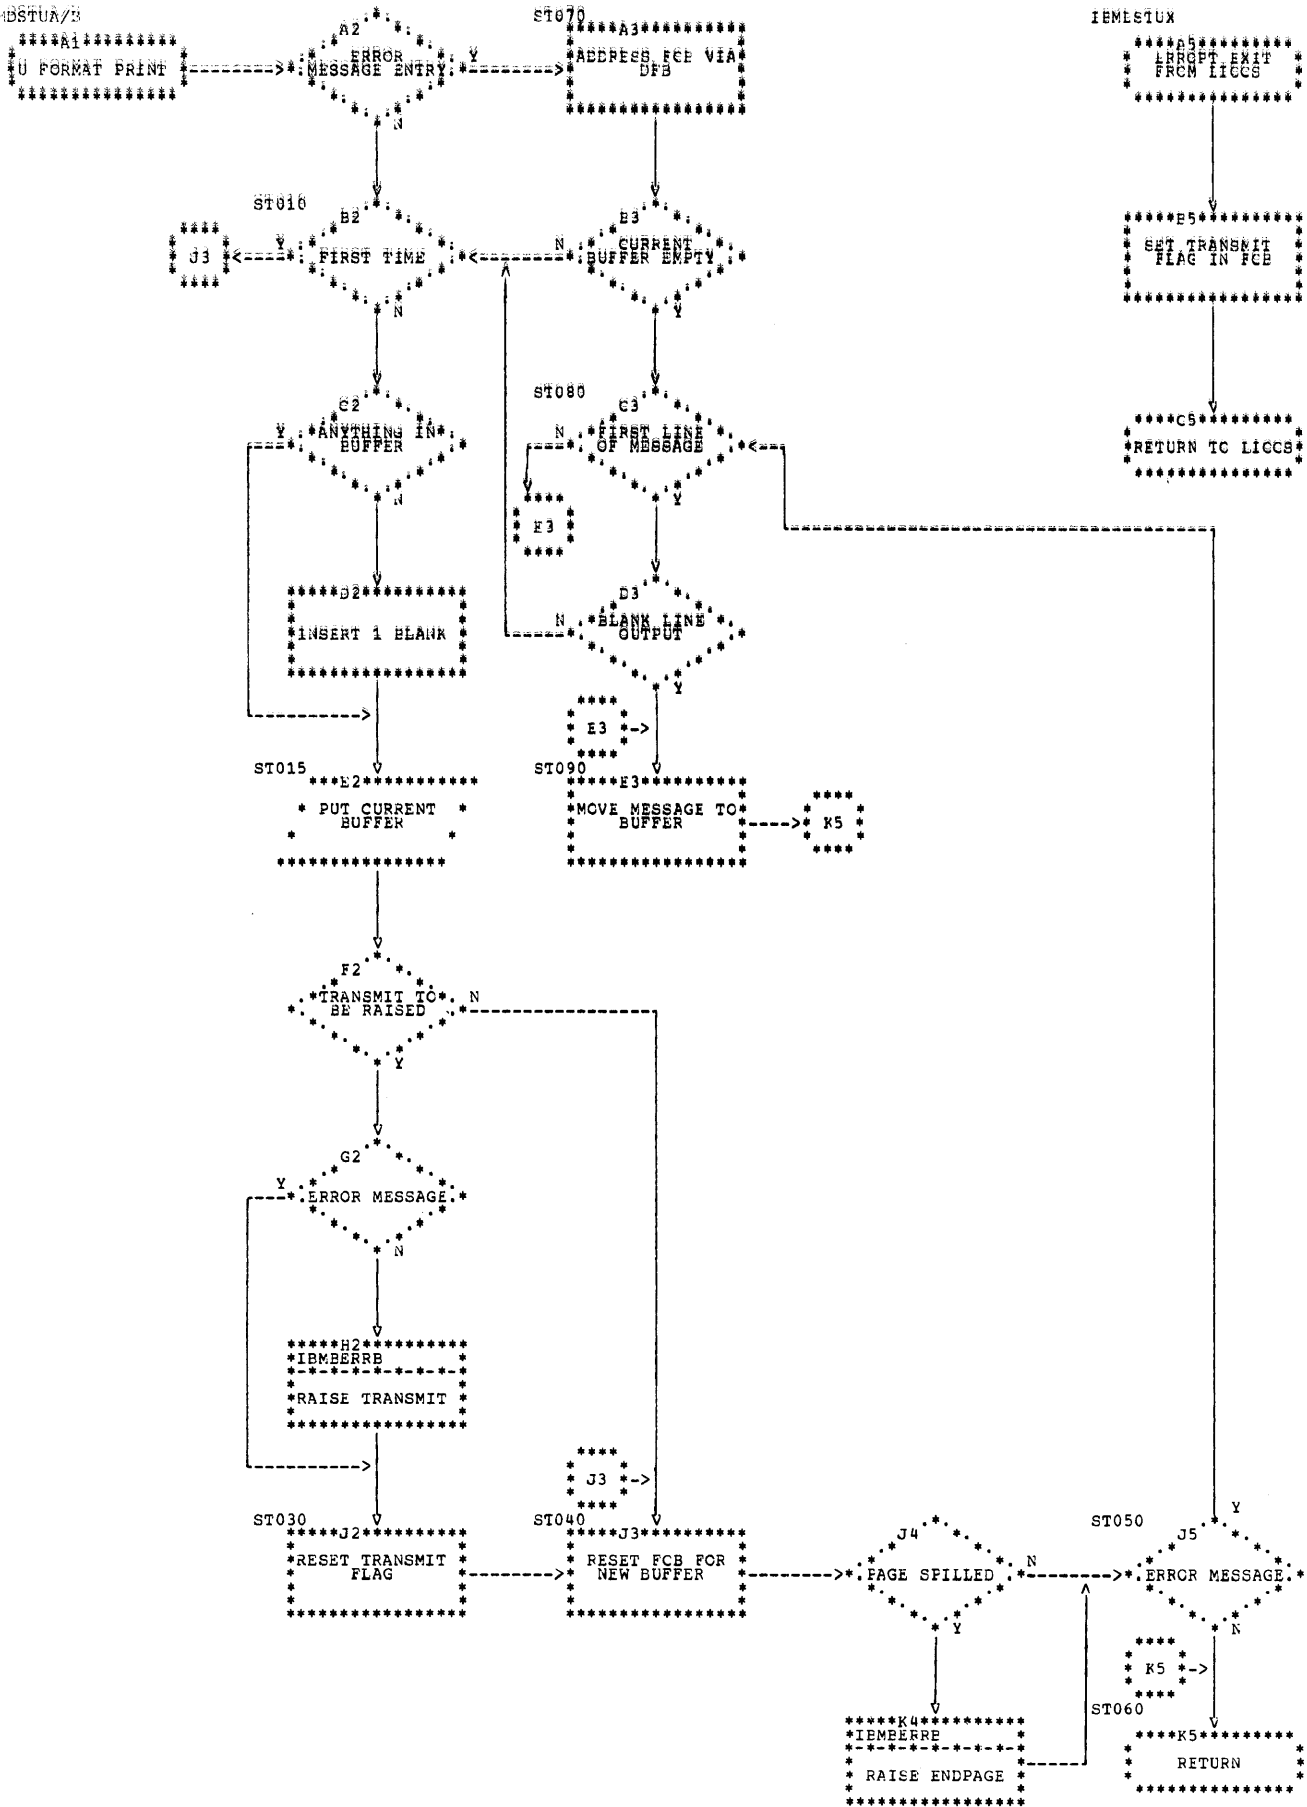 ST070
IBMLSTUX
A1
U FORMAT PRINT
A2
ERROR
MESSAGE ENTRY
Y
N
A3
ADDRESS FCB VIA
DFB
A5
ERROPT EXIT
FROM LIOCS
ST010
J3
Y
B2
FIRST TIME
N
N
B3
CURRENT
BUFFER EMPTY
Y
B5
SET TRANSMIT
FLAG IN FCB
Y
C2
ANYTHING IN
BUFFER
N
ST080
N
C3
FIRST LINE
OF MESSAGE
Y
E3
C5
RETURN TO LIOCS
D2
INSERT 1 BLANK
N
D3
BLANK LINE
OUTPUT
Y
E3
ST015
E2
PUT CURRENT
BUFFER
ST090
E3
MOVE MESSAGE TO
BUFFER
K5
F2
TRANSMIT TO
BE RAISED
N
Y
G2
Y
ERROR MESSAGE
N
H2
IBMBERRB
RAISE TRANSMIT
J3
ST030
J2
RESET TRANSMIT
FLAG
ST040
J3
RESET FCB FOR
NEW BUFFER
J4
PAGE SPILLED
N
Y
ST050
Y
J5
ERROR MESSAGE
N
K5
ST060
K4
IBMBERRB
RAISE ENDPAGE
K5
RETURN